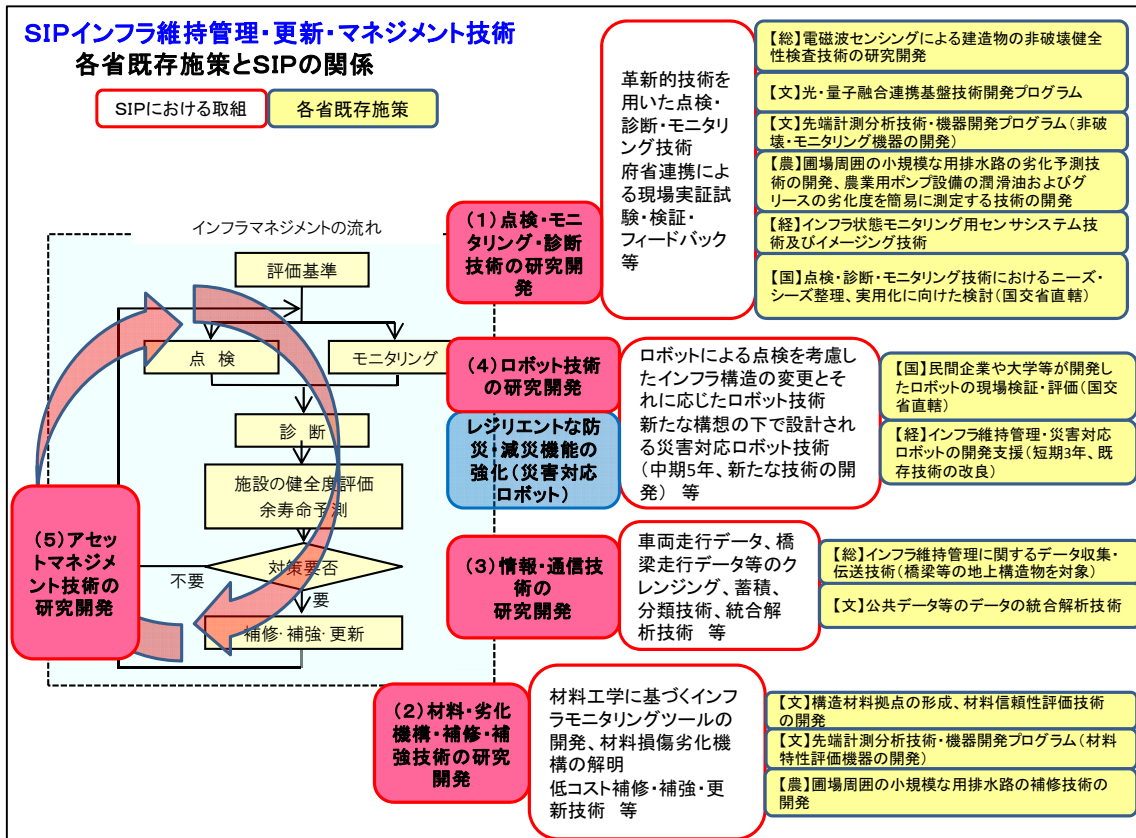 SIPインフラ維持管理・更新・マネジメント技術
各省既存施策とSIPの関係
SIPにおける取組
各省既存施策
インフラマネジメントの流れ
評価基準
点 検
モニタリング
診 断
施設の健全度評価
余寿命予測
対策要否
不要
要
補修・補強・更新
(5)アセッ
トマネジメ
ント技術の
研究開発
(1)点検・モニ
タリング・診断
技術の研究開
発
革新的技術を
用いた点検・
診断・モニタリ
ング技術
府省連携によ
る現場実証試
験・検証・
フィードバック
等
【総】電磁波センシングによる建造物の非破壊健全
性検査技術の研究開発
【文】光・量子融合連携基盤技術開発プログラム
【文】先端計測分析技術・機器開発プログラム(非破
壊・モニタリング機器の開発)
【農】圃場周囲の小規模な用排水路の劣化予測技
術の開発、農業用ポンプ設備の潤滑油およびグ
リースの劣化度を簡易に測定する技術の開発
【経】インフラ状態モニタリング用センサシステム技
術及びイメージング技術
【国】点検・診断・モニタリング技術におけるニーズ・
シーズ整理、実用化に向けた検討(国交省直轄)
(4)ロボット技術
の研究開発
レジリエントな防
災・減災機能の
強化(災害対応
ロボット)
ロボットによる点検を考慮し
たインフラ構造の変更とそ
れに応じたロボット技術
新たな構想の下で設計され
る災害対応ロボット技術
(中期5年、新たな技術の開
発) 等
【国】民間企業や大学等が開発し
たロボットの現場検証・評価(国交
省直轄)
【経】インフラ維持管理・災害対応
ロボットの開発支援(短期3年、既
存技術の改良)
(3)情報・通信技
術の
研究開発
車両走行データ、橋
梁走行データ等のク
レンジング、蓄積、
分類技術、統合解
析技術 等
【総】インフラ維持管理に関するデータ収集・
伝送技術(橋梁等の地上構造物を対象)
【文】公共データ等のデータの統合解析技術
(2)材料・劣化
機構・補修・補
強技術の研究
開発
材料工学に基づくインフ
ラモニタリングツールの
開発、材料損傷劣化機
構の解明
低コスト補修・補強・更
新技術 等
【文】構造材料拠点の形成、材料信頼性評価技術
の開発
【文】先端計測分析技術・機器開発プログラム(材料
特性評価機器の開発)
【農】圃場周囲の小規模な用排水路の補修技術の
開発